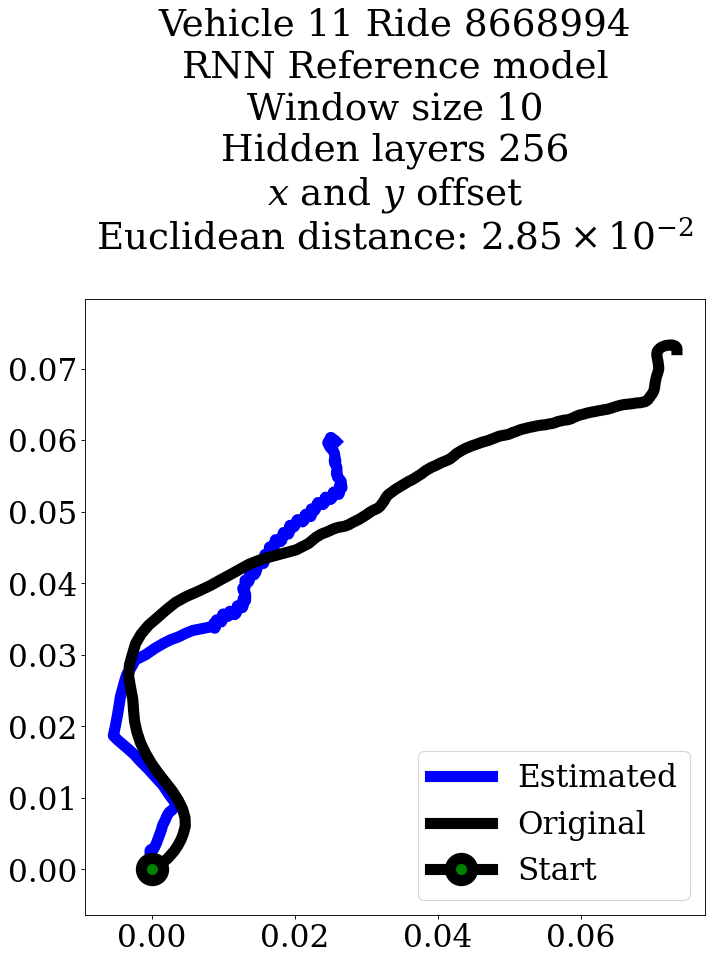 Vehicle 11 Ride 8668994
RNN Reference model
Window size 10
Hidden layers 256
x and y offset
Euclidean distance: 2.85 × 10⁻²
0.07
0.06
0.05
0.04
0.03
0.02
0.01
0.00
Estimated
Original
Start
0.00 0.02 0.04 0.06